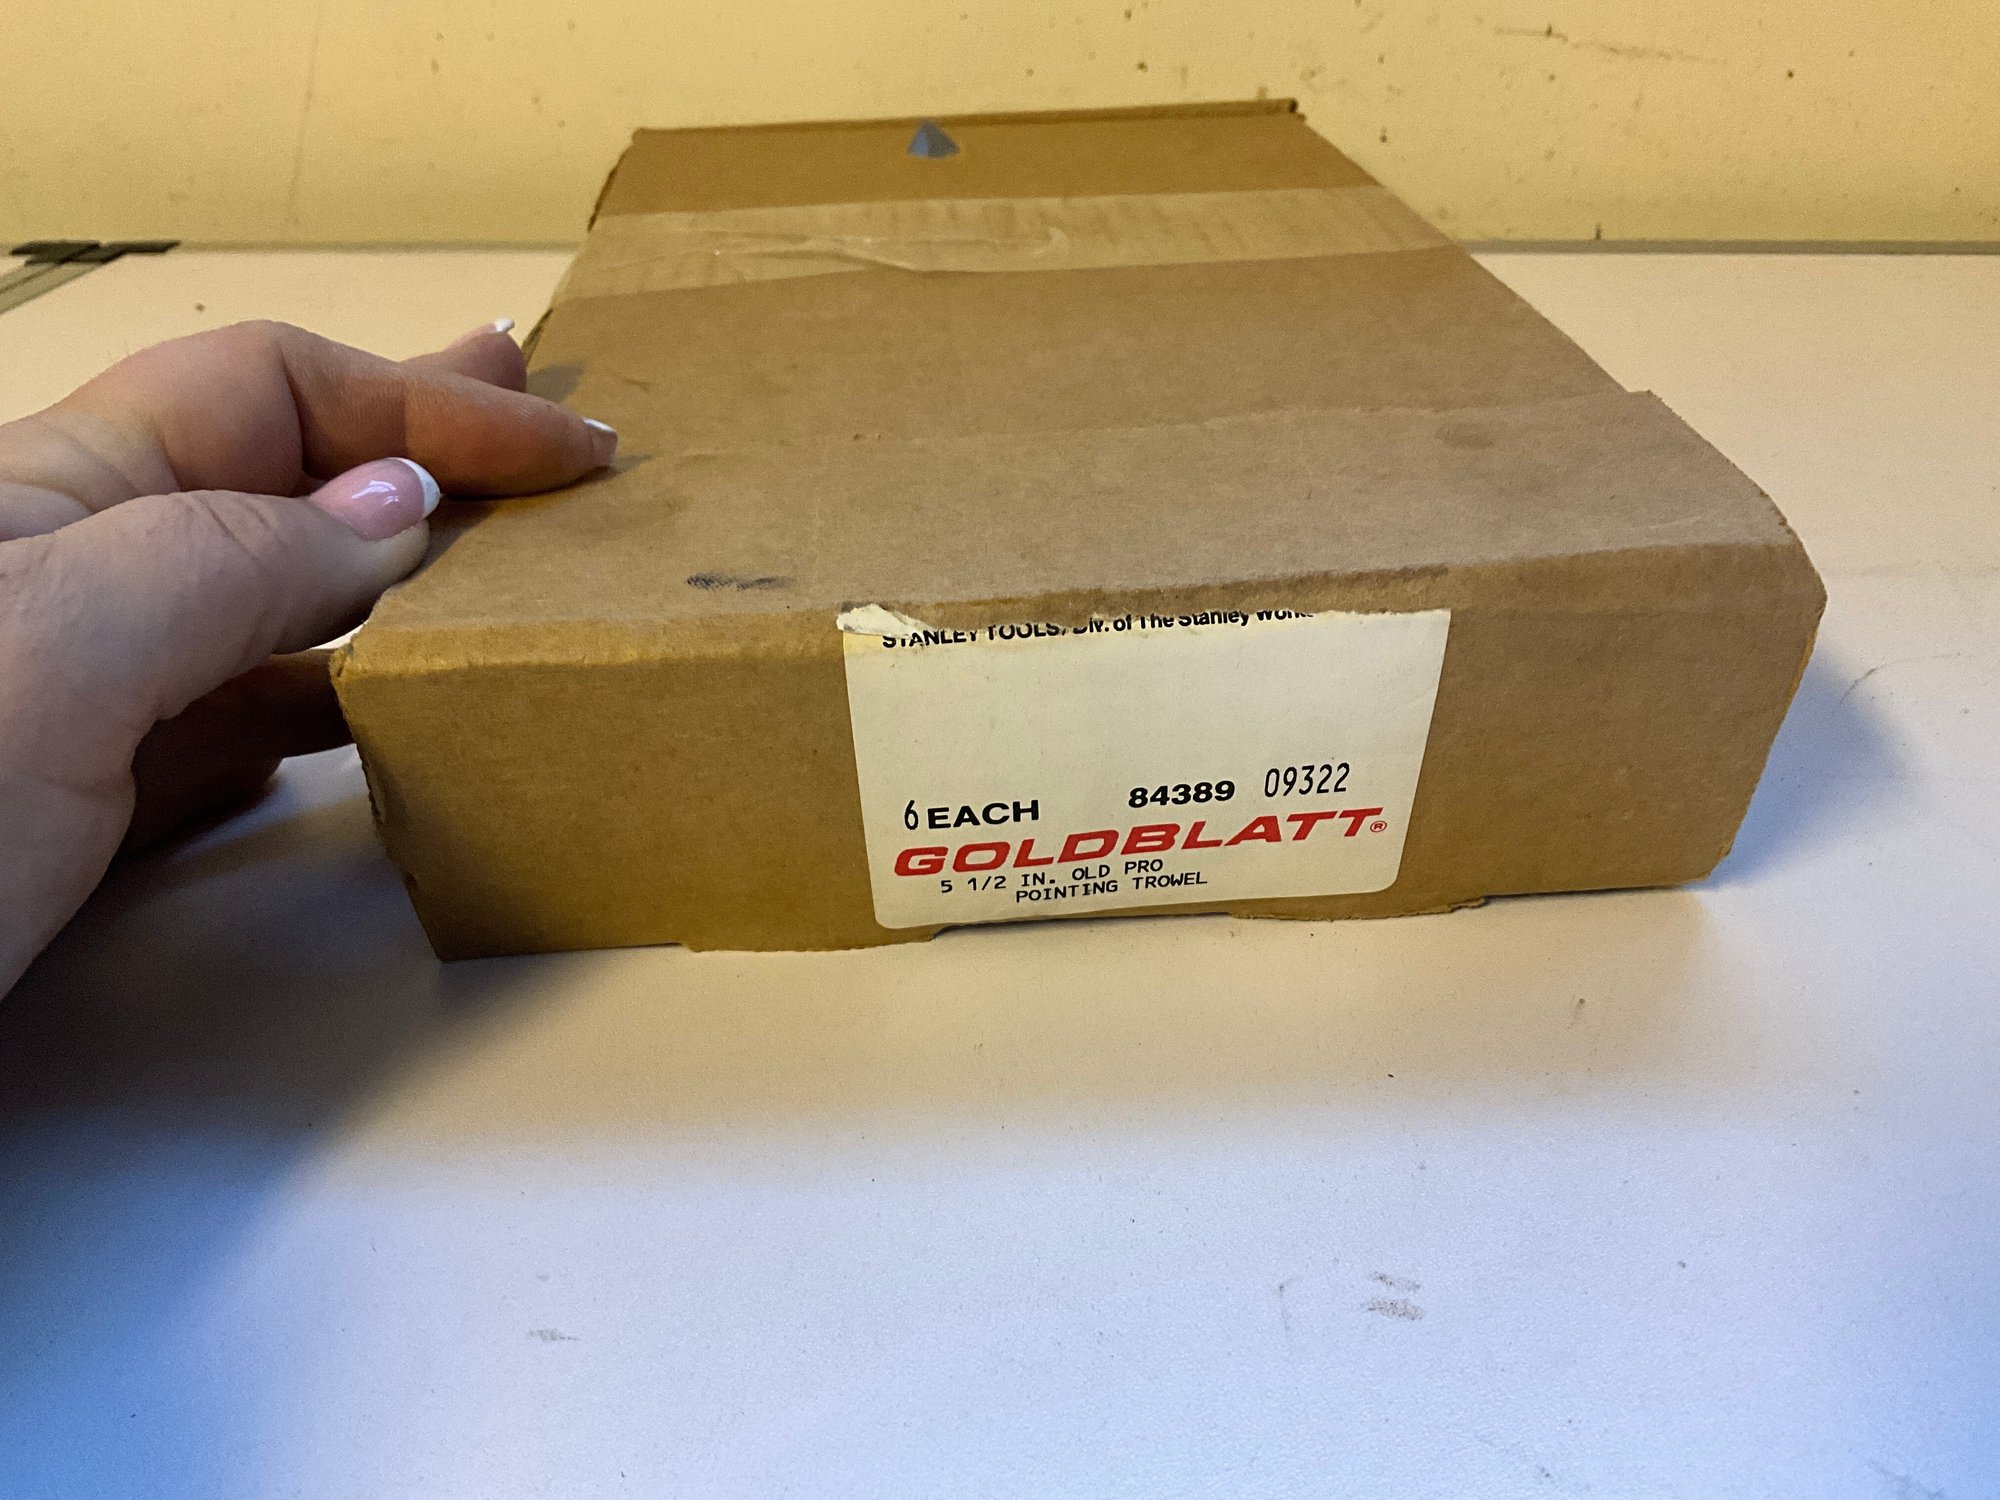 STANLEY TOOLS, Div. of The Stanley Works
6 EACH 84389 09322
GOLDBLATT®
5 1/2 IN. OLD PRO
POINTING TROWEL